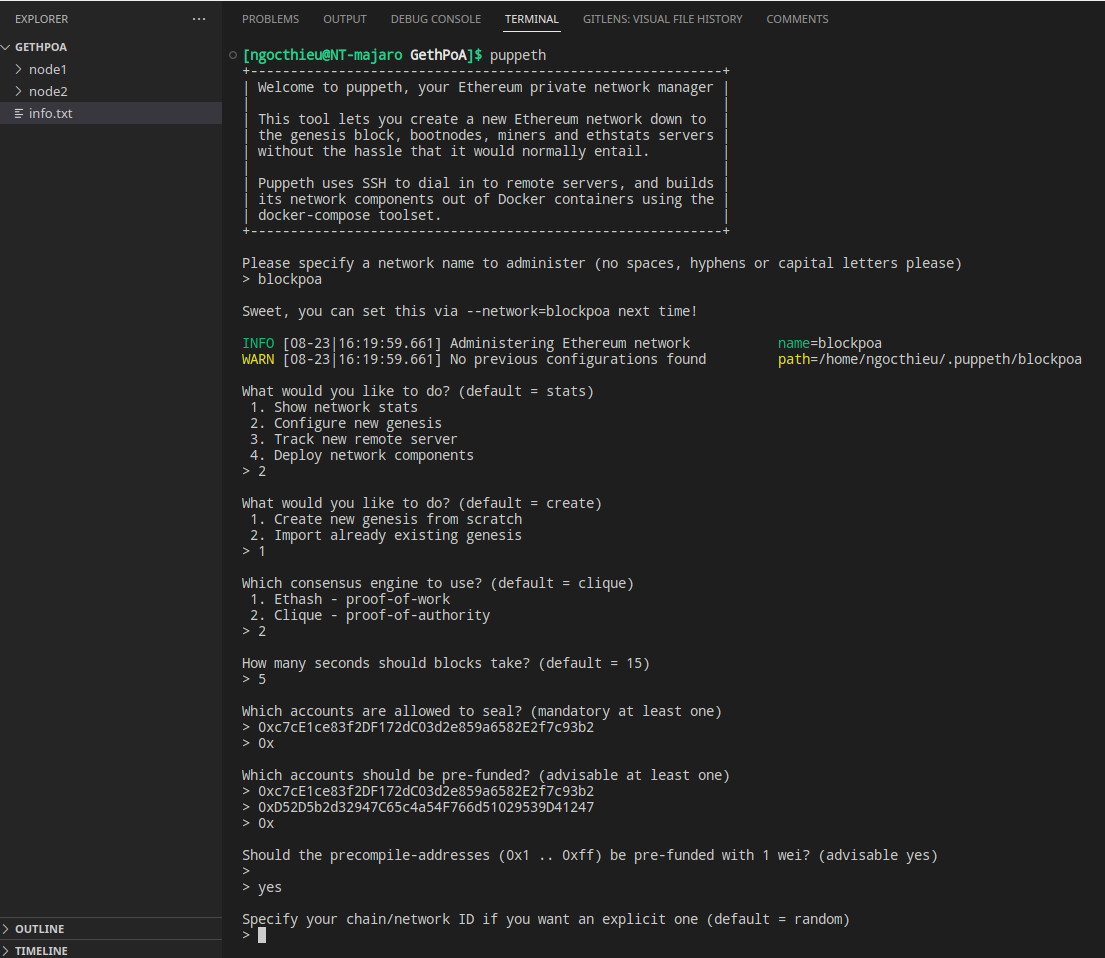 EXPLORER ...
GETHPOA
node1
node2
info.txt
OUTLINE
TIMELINE
PROBLEMS OUTPUT DEBUG CONSOLE TERMINAL GITLENS: VISUAL FILE HISTORY COMMENTS
[ngocthieu@NT-majaro GethPoA]$ puppeth
+-----------------------------------------------------------+
| Welcome to puppeth, your Ethereum private network manager |
| |
| This tool lets you create a new Ethereum network down to |
| the genesis block, bootnodes, miners and ethstats servers |
| without the hassle that it would normally entail. |
| |
| Puppeth uses SSH to dial in to remote servers, and builds |
| its network components out of Docker containers using the |
| docker-compose toolset. |
+-----------------------------------------------------------+
Please specify a network name to administer (no spaces, hyphens or capital letters please)
> blockpoa
Sweet, you can set this via --network=blockpoa next time!
INFO [08-23|16:19:59.661] Administering Ethereum network name=blockpoa
WARN [08-23|16:19:59.661] No previous configurations found path=/home/ngocthieu/.puppeth/blockpoa
What would you like to do? (default = stats)
1. Show network stats
2. Configure new genesis
3. Track new remote server
4. Deploy network components
> 2
What would you like to do? (default = create)
1. Create new genesis from scratch
2. Import already existing genesis
> 1
Which consensus engine to use? (default = clique)
1. Ethash - proof-of-work
2. Clique - proof-of-authority
> 2
How many seconds should blocks take? (default = 15)
> 5
Which accounts are allowed to seal? (mandatory at least one)
> 0xc7cE1ce83f2DF172dC03d2e859a6582E2f7c93b2
> 0x
Which accounts should be pre-funded? (advisable at least one)
> 0xc7cE1ce83f2DF172dC03d2e859a6582E2f7c93b2
> 0xD52D5b2d32947C65c4a54F766d51029539D41247
> 0x
Should the precompile-addresses (0x1 .. 0xff) be pre-funded with 1 wei? (advisable yes)
>
> yes
Specify your chain/network ID if you want an explicit one (default = random)
>